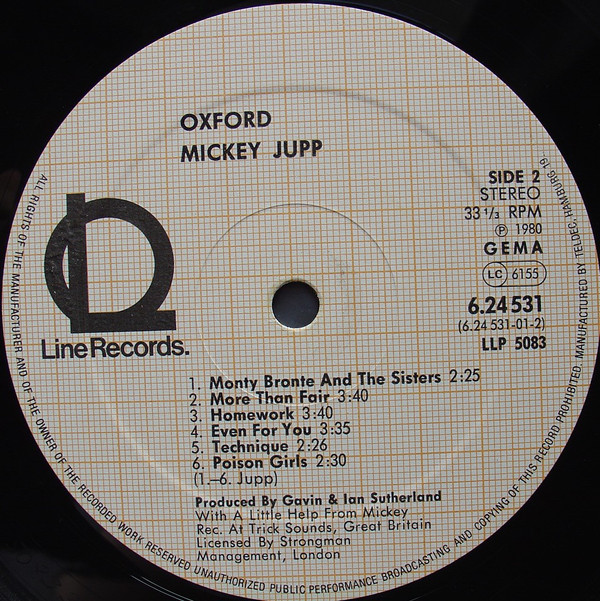 OXFORD
MICKEY JUPP
SIDE 2
STEREO
33 1/3 RPM
℗ 1980
GEMA
LC 6155
6.24531
(6.24 531-01-2)
LLP 5083
Line Records.
1. Monty Bronte And The Sisters 2:25
2. More Than Fair 3:40
3. Homework 3:40
4. Even For You 3:35
5. Technique 2:26
6. Poison Girls 2:30
(1.–6. Jupp)
Produced By Gavin & Ian Sutherland
With A Little Help From Mickey
Rec. At Trick Sounds, Great Britain
Licensed By Strongman
Management, London
ALL RIGHTS OF THE MANUFACTURER AND OF THE OWNER OF THE RECORDED WORK RESERVED UNAUTHORIZED PUBLIC PERFORMANCE BROADCASTING AND COPYING OF THIS RECORD PROHIBITED. MANUFACTURED BY TELDEC, HAMBURG 19